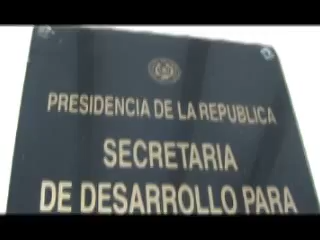 PRESIDENCIA DE LA REPUBLICA
SECRETARIA
DE DESARROLLO PARA